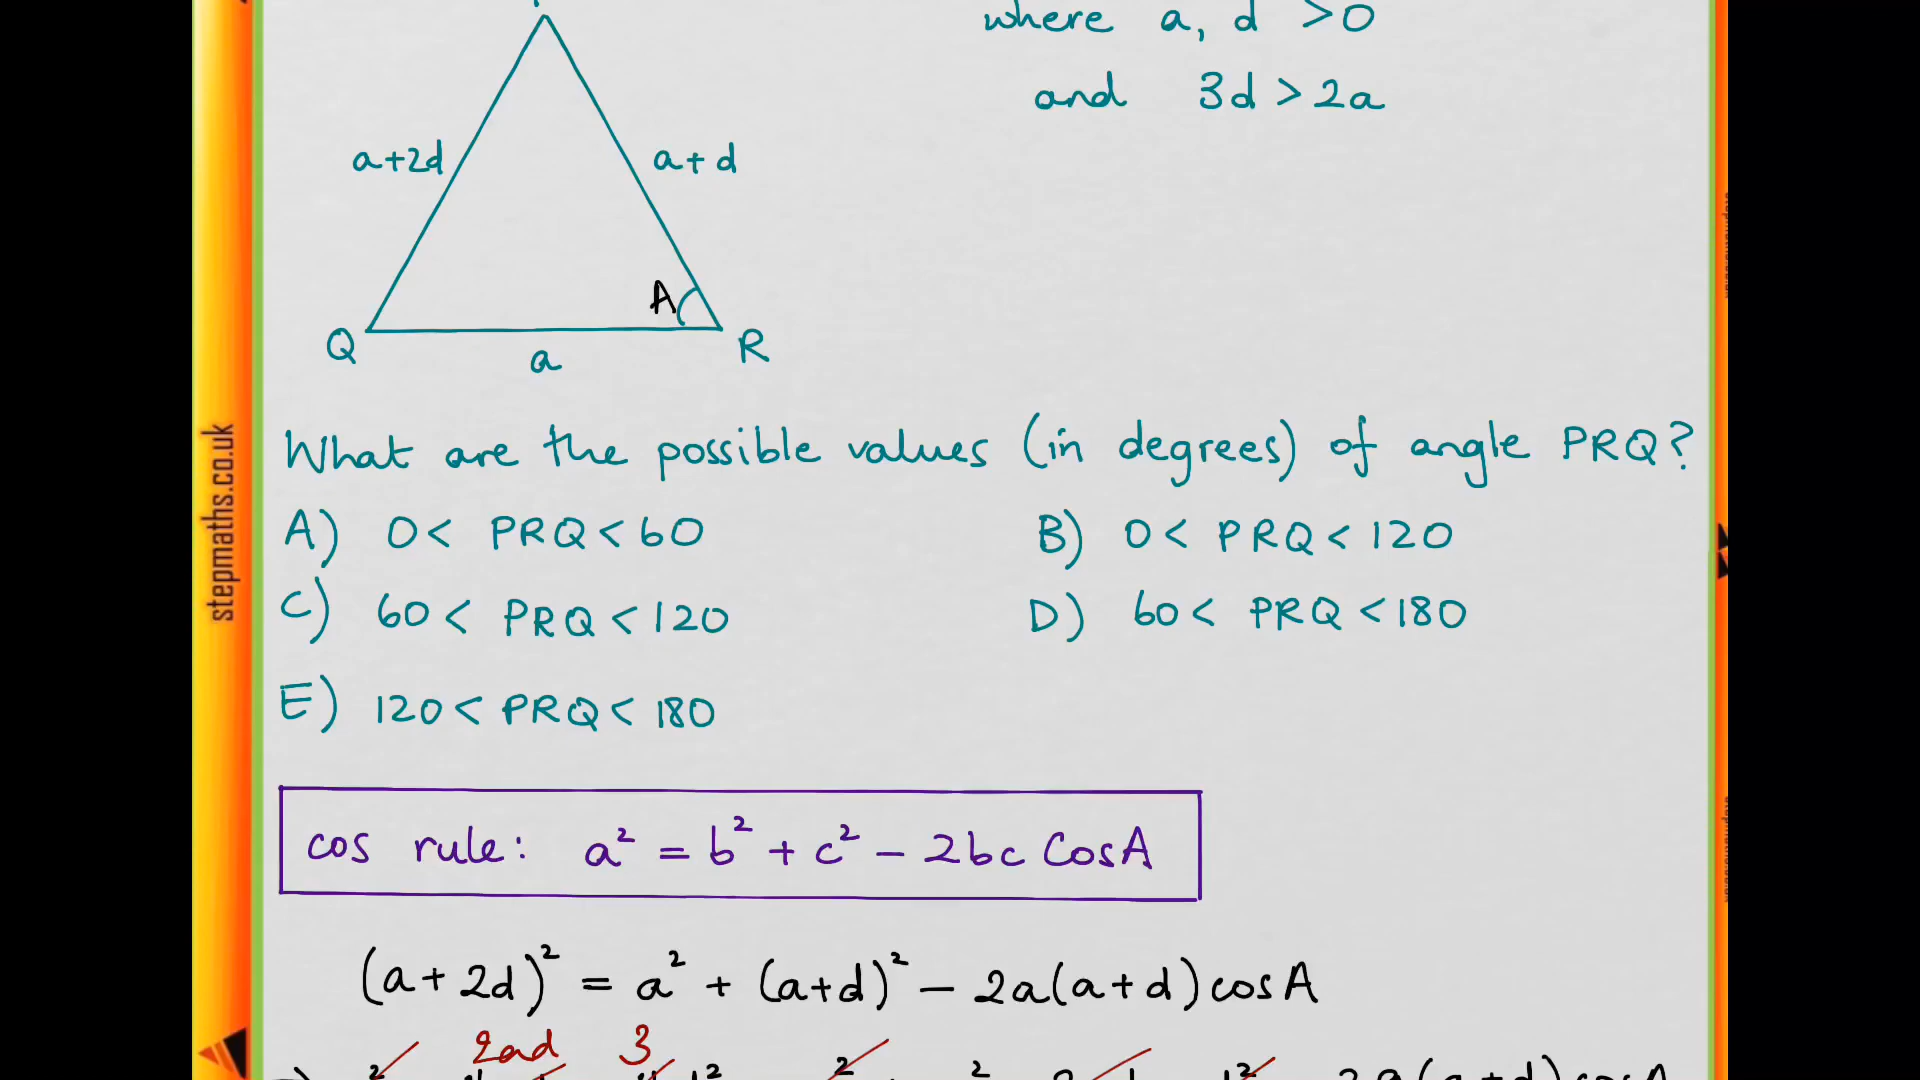 where a, d > 0
and 3d > 2a
a+2d
a+d
A
Q
R
a
What are the possible values (in degrees) of angle PRQ?
A) 0 < PRQ < 60
B) 0 < PRQ < 120
C) 60 < PRQ < 120
D) 60 < PRQ < 180
E) 120 < PRQ < 180
cos rule: a² = b² + c² − 2bc CosA
(a+2d)² = a² + (a+d)² − 2a(a+d)cosA
2ad 3
stepmaths.co.uk